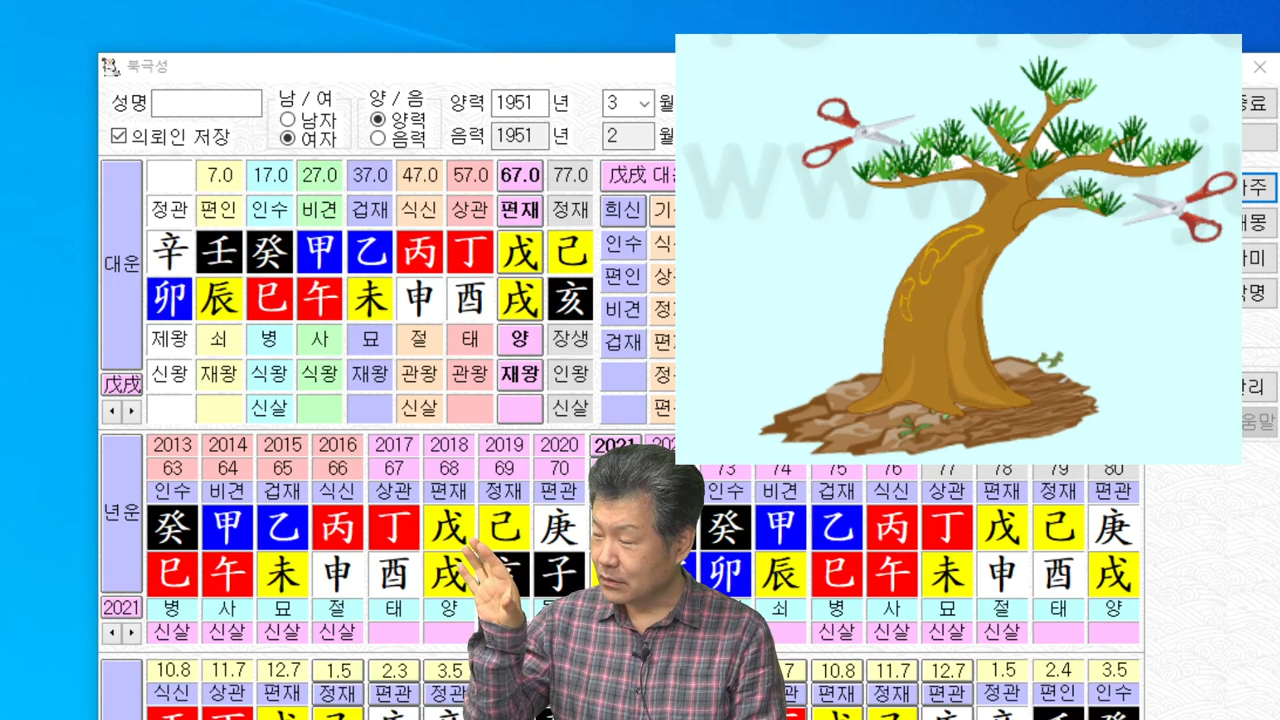 북극성
성명 남 / 여 양 / 음 양력 1951 년 3 월
남자 양력
의뢰인 저장 여자 음력 음력 1951 년 2 월
7.0 17.0 27.0 37.0 47.0 57.0 67.0 77.0 戊戌
정관 편인 인수 비견 겁재 식신 상관 편재 정재 희신
대운 辛 壬 癸 甲 乙 丙 丁 戊 己 인수
편인
卯 辰 巳 午 未 申 酉 戌 亥 비견
제왕 쇠 병 사 묘 절 태 양 장생 겁재
戊戌 신왕 재왕 식왕 식왕 재왕 관왕 관왕 재왕 인왕
신살 신살 신살
2013 2014 2015 2016 2017 2018 2019 2020 2021
63 64 65 66 67 68 69 70 73 74 75 76 77 78 79 80
년운 인수 비견 겁재 식신 상관 편재 정재 편관 인수 비견 겁재 식신 상관 편재 정재 편관
癸 甲 乙 丙 丁 戊 己 庚 癸 甲 乙 丙 丁 戊 己 庚
巳 午 未 申 酉 戌 子 卯 辰 巳 午 未 申 酉 戌
2021 병 사 묘 절 태 양 쇠 병 사 묘 절 태 양
신살 신살 신살 신살 신살 신살 신살 신살
10.8 11.7 12.7 1.5 2.3 3.5 10.8 11.7 12.7 1.5 2.4 3.5
식신 상관 편재 정재 편관 정관 편재 정재 편관 정관 편인 인수